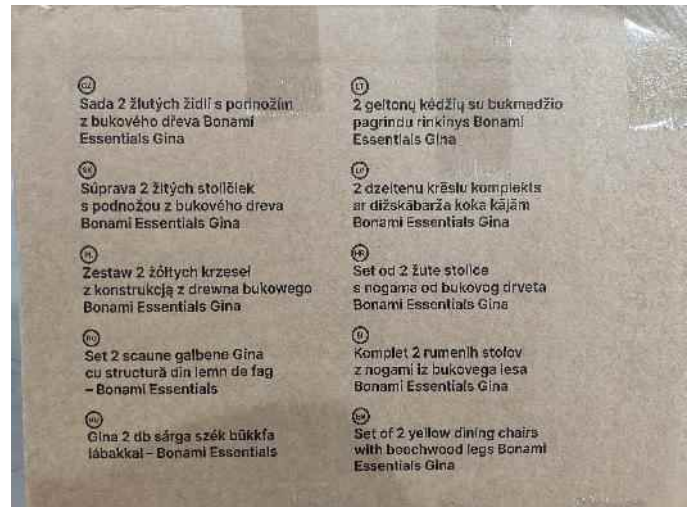 CZ
Sada 2 žlutých židlí s podnožím
z bukového dřeva Bonami
Essentials Gina
SK
Súprava 2 žltých stoličiek
s podnožou z bukového dreva
Bonami Essentials Gina
PL
Zestaw 2 żółtych krzeseł
z konstrukcją z drewna bukowego
Bonami Essentials Gina
RO
Set 2 scaune galbene Gina
cu structură din lemn de fag
– Bonami Essentials
HU
Gina 2 db sárga szék bükkfa
lábakkal – Bonami Essentials
LT
2 geltonų kėdžių su bukmedžio
pagrindu rinkinys Bonami
Essentials Gina
LV
2 dzeltenu krēslu komplekts
ar dižskābarža koka kājām
Bonami Essentials Gina
HR
Set od 2 žute stolice
s nogama od bukovog drveta
Bonami Essentials Gina
SI
Komplet 2 rumenih stolov
z nogami iz bukovega lesa
Bonami Essentials Gina
EN
Set of 2 yellow dining chairs
with beechwood legs Bonami
Essentials Gina